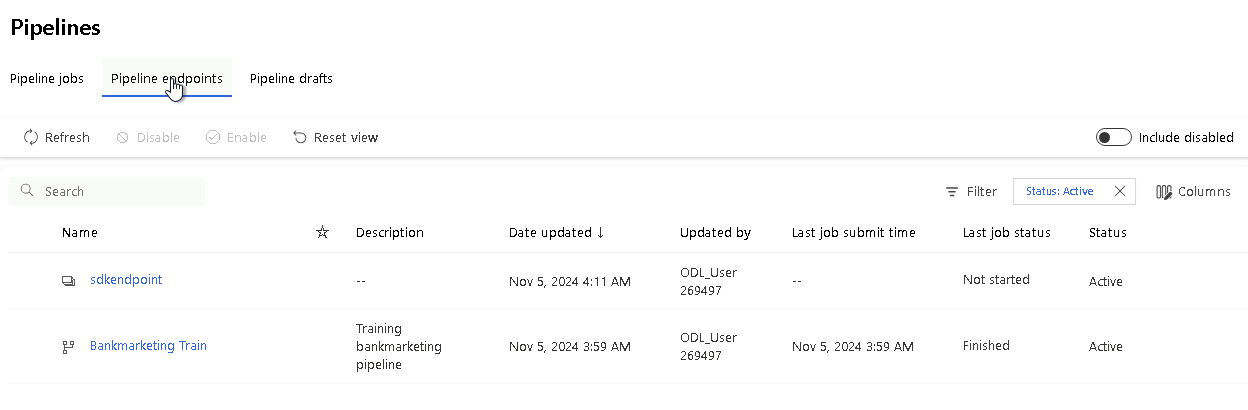 Pipelines
Pipeline jobs Pipeline endpoints Pipeline drafts
Refresh Disable Enable Reset view Include disabled
Search Filter Status: Active Columns
Name Description Date updated ↓ Updated by Last job submit time Last job status Status
sdkendpoint -- Nov 5, 2024 4:11 AM ODL_User 269497 -- Not started Active
Bankmarketing Train Training bankmarketing pipeline Nov 5, 2024 3:59 AM ODL_User 269497 Nov 5, 2024 3:59 AM Finished Active